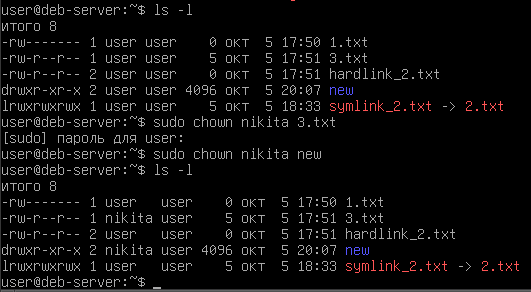 user@deb-server:~$ ls -l
итого 8
-rw------- 1 user user    0 окт  5 17:50 1.txt
-rw-r--r-- 1 user user    5 окт  5 17:51 3.txt
-rw-r--r-- 2 user user    0 окт  5 17:51 hardlink_2.txt
drwxr-xr-x 2 user user 4096 окт  5 20:07 new
lrwxrwxrwx 1 user user    5 окт  5 18:33 symlink_2.txt -> 2.txt
user@deb-server:~$ sudo chown nikita 3.txt
[sudo] пароль для user:
user@deb-server:~$ sudo chown nikita new
user@deb-server:~$ ls -l
итого 8
-rw------- 1 user   user    0 окт  5 17:50 1.txt
-rw-r--r-- 1 nikita user    5 окт  5 17:51 3.txt
-rw-r--r-- 2 user   user    0 окт  5 17:51 hardlink_2.txt
drwxr-xr-x 2 nikita user 4096 окт  5 20:07 new
lrwxrwxrwx 1 user   user    5 окт  5 18:33 symlink_2.txt -> 2.txt
user@deb-server:~$ _